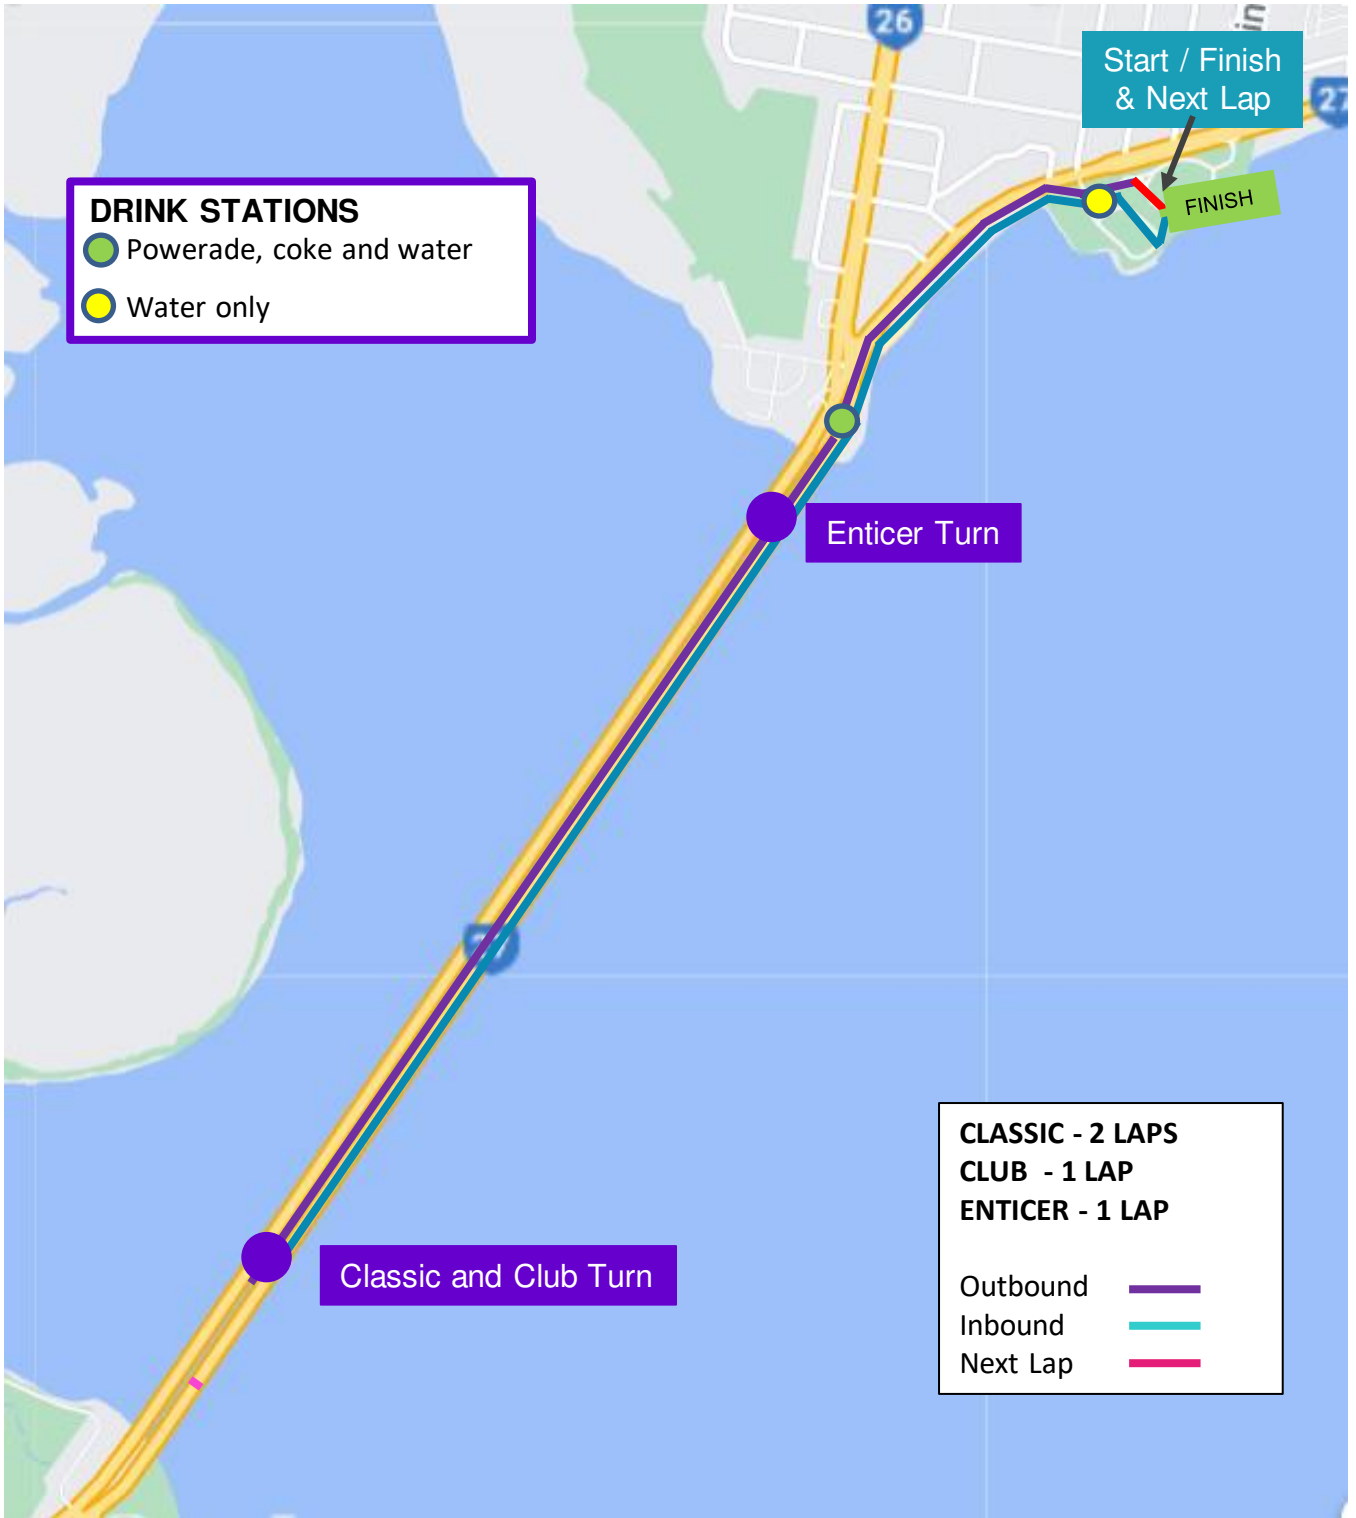 26
in
Start / Finish
& Next Lap
27
FINISH
DRINK STATIONS
Powerade, coke and water
Water only
Enticer Turn
Classic and Club Turn
CLASSIC - 2 LAPS
CLUB - 1 LAP
ENTICER - 1 LAP
Outbound
Inbound
Next Lap